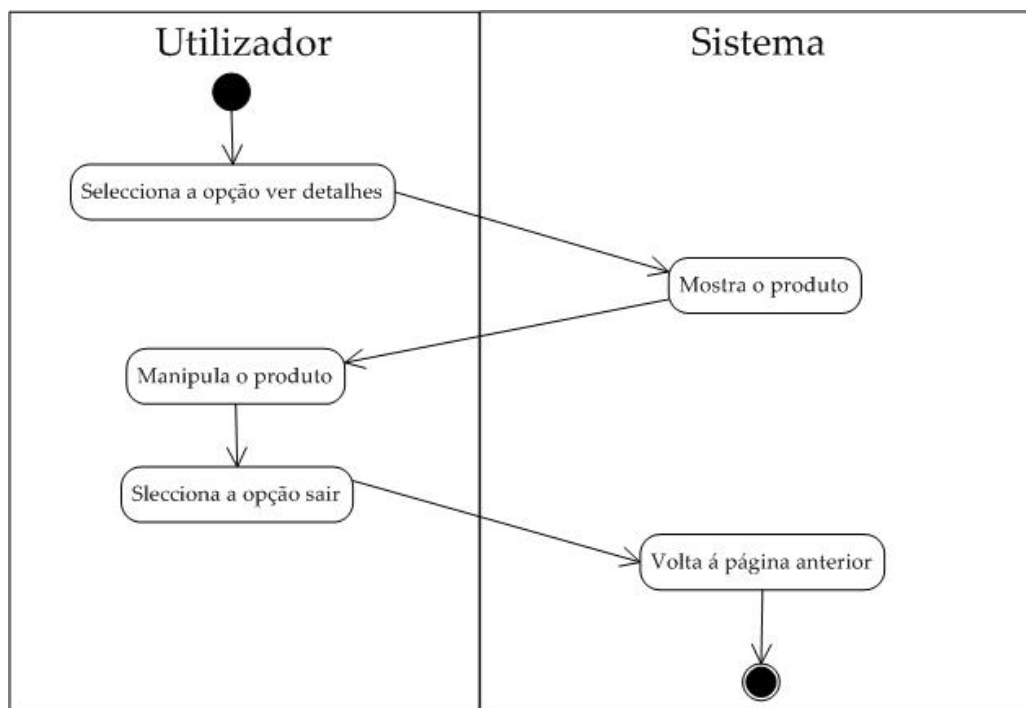 Utilizador
Sistema
Selecciona a opção ver detalhes
Mostra o produto
Manipula o produto
Slecciona a opção sair
Volta á página anterior